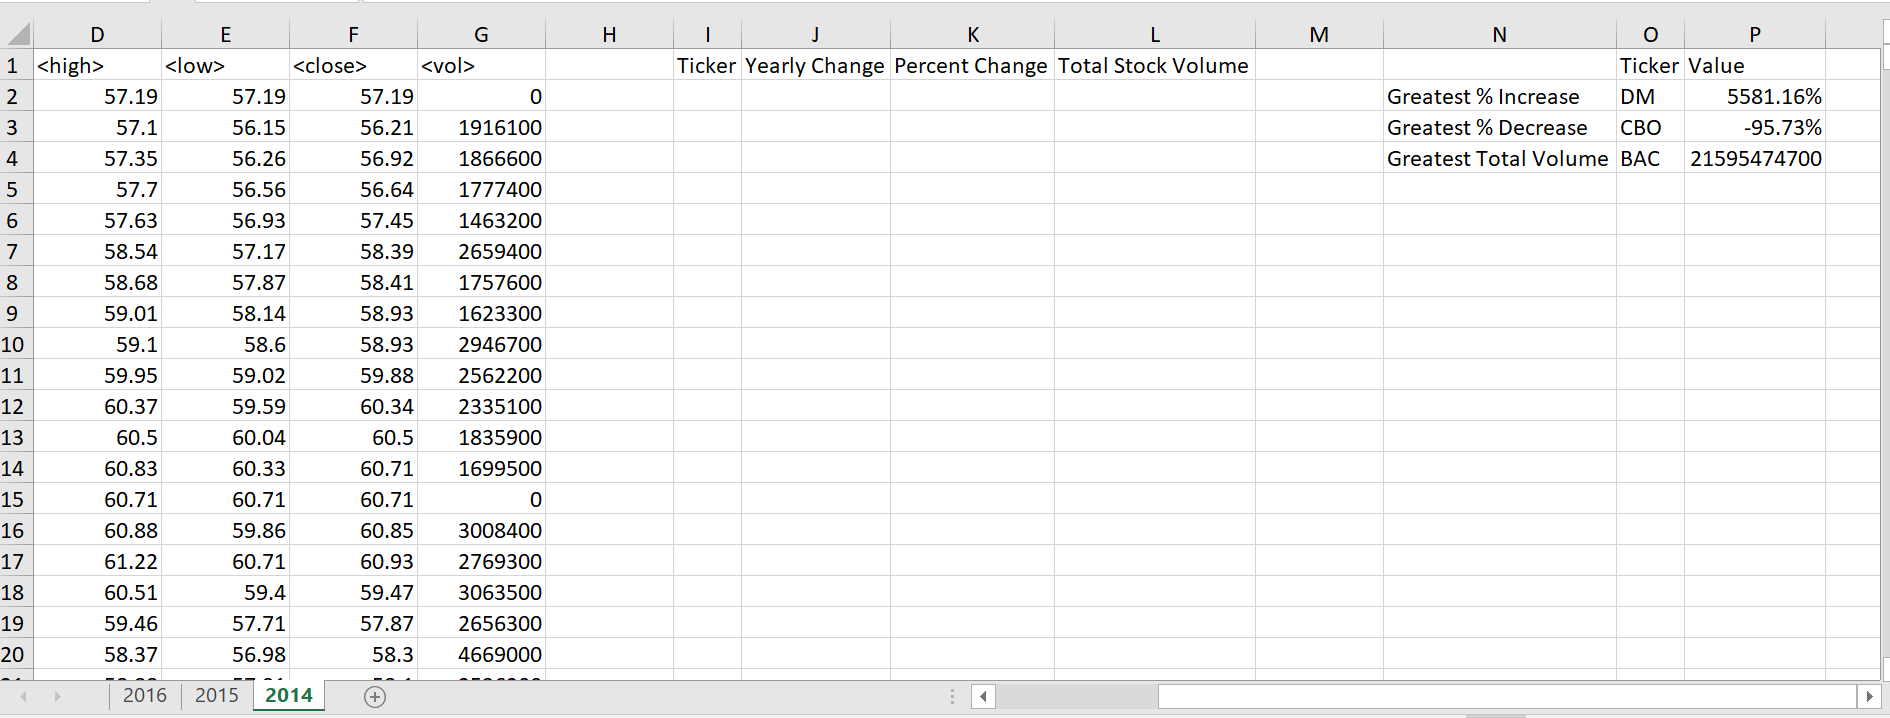 D E F G H I J K L M N O P
1 <high> <low> <close> <vol> Ticker Yearly Change Percent Change Total Stock Volume Ticker Value
2 57.19 57.19 57.19 0 Greatest % Increase DM 5581.16%
3 57.1 56.15 56.21 1916100 Greatest % Decrease CBO -95.73%
4 57.35 56.26 56.92 1866600 Greatest Total Volume BAC 21595474700
5 57.7 56.56 56.64 1777400
6 57.63 56.93 57.45 1463200
7 58.54 57.17 58.39 2659400
8 58.68 57.87 58.41 1757600
9 59.01 58.14 58.93 1623300
10 59.1 58.6 58.93 2946700
11 59.95 59.02 59.88 2562200
12 60.37 59.59 60.34 2335100
13 60.5 60.04 60.5 1835900
14 60.83 60.33 60.71 1699500
15 60.71 60.71 60.71 0
16 60.88 59.86 60.85 3008400
17 61.22 60.71 60.93 2769300
18 60.51 59.4 59.47 3063500
19 59.46 57.71 57.87 2656300
20 58.37 56.98 58.3 4669000
2016 2015 2014